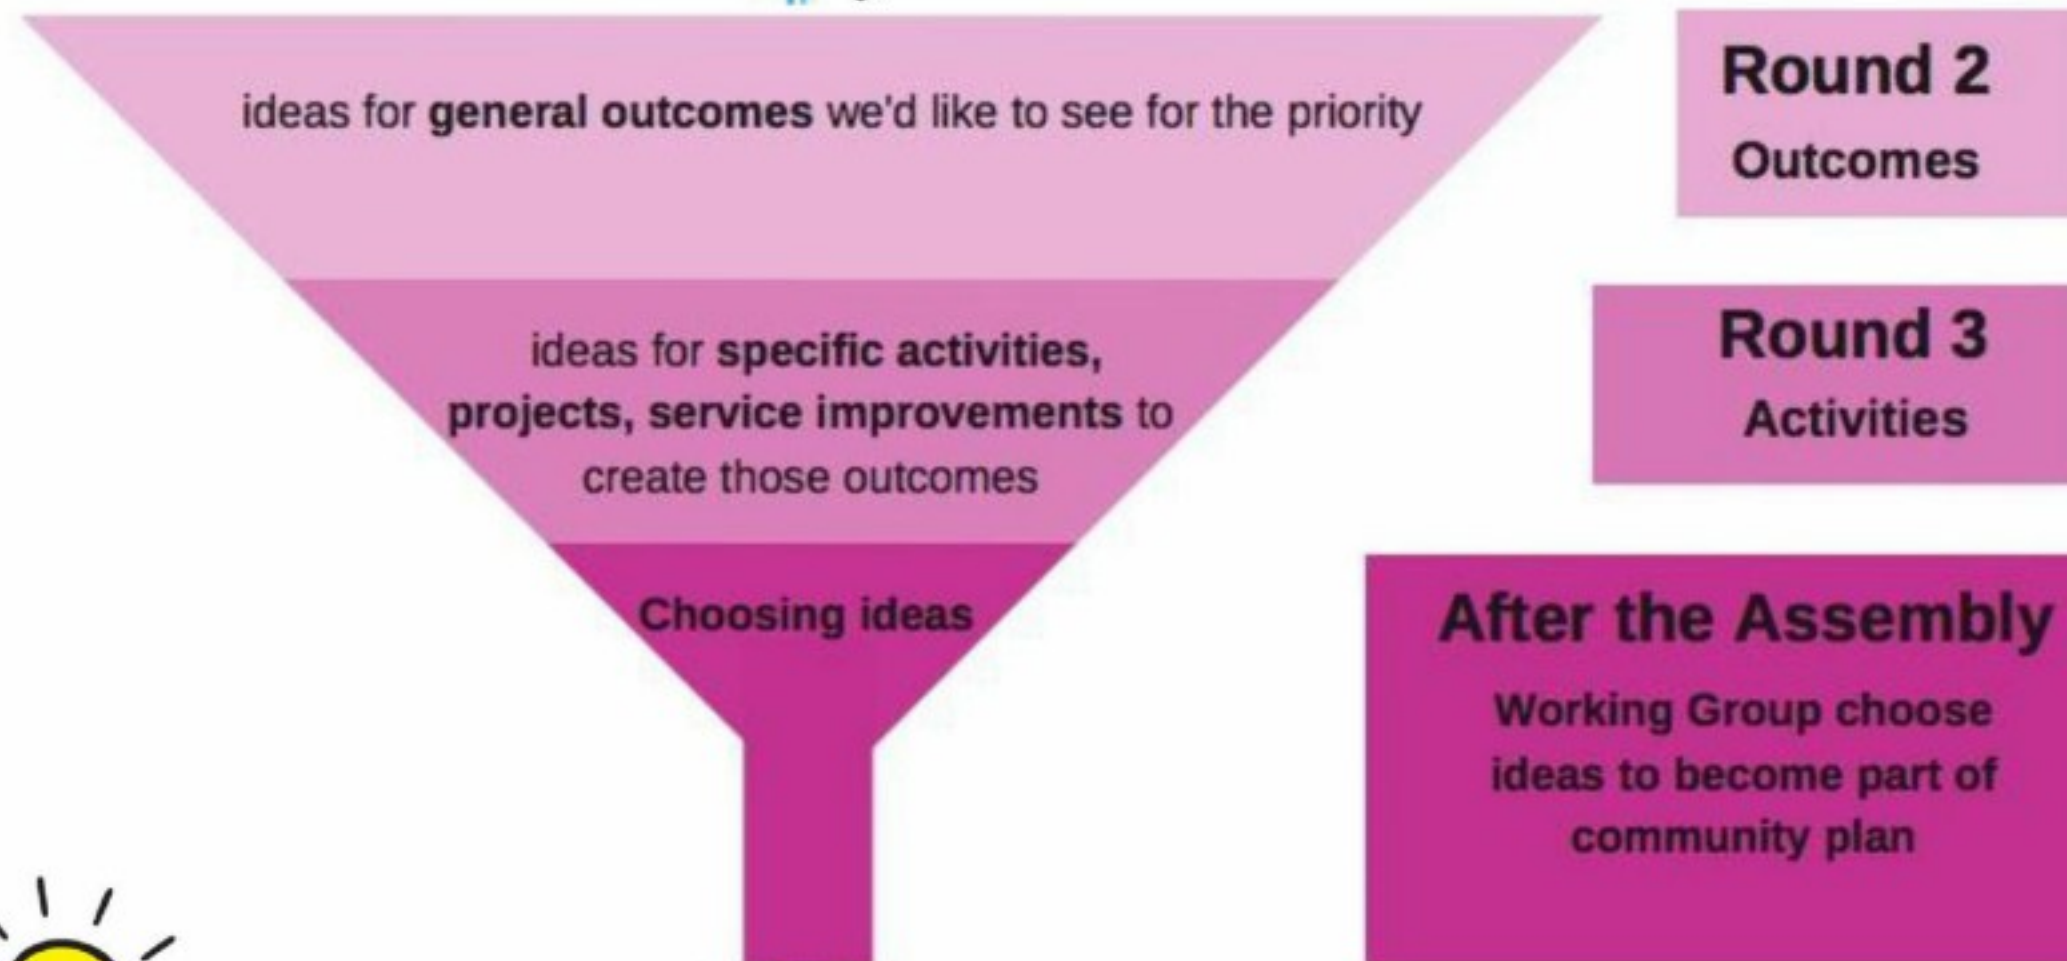 ideas for general outcomes we'd like to see for the priority
Round 2
Outcomes
ideas for specific activities,
projects, service improvements to
create those outcomes
Round 3
Activities
Choosing ideas
After the Assembly
Working Group choose
ideas to become part of
community plan